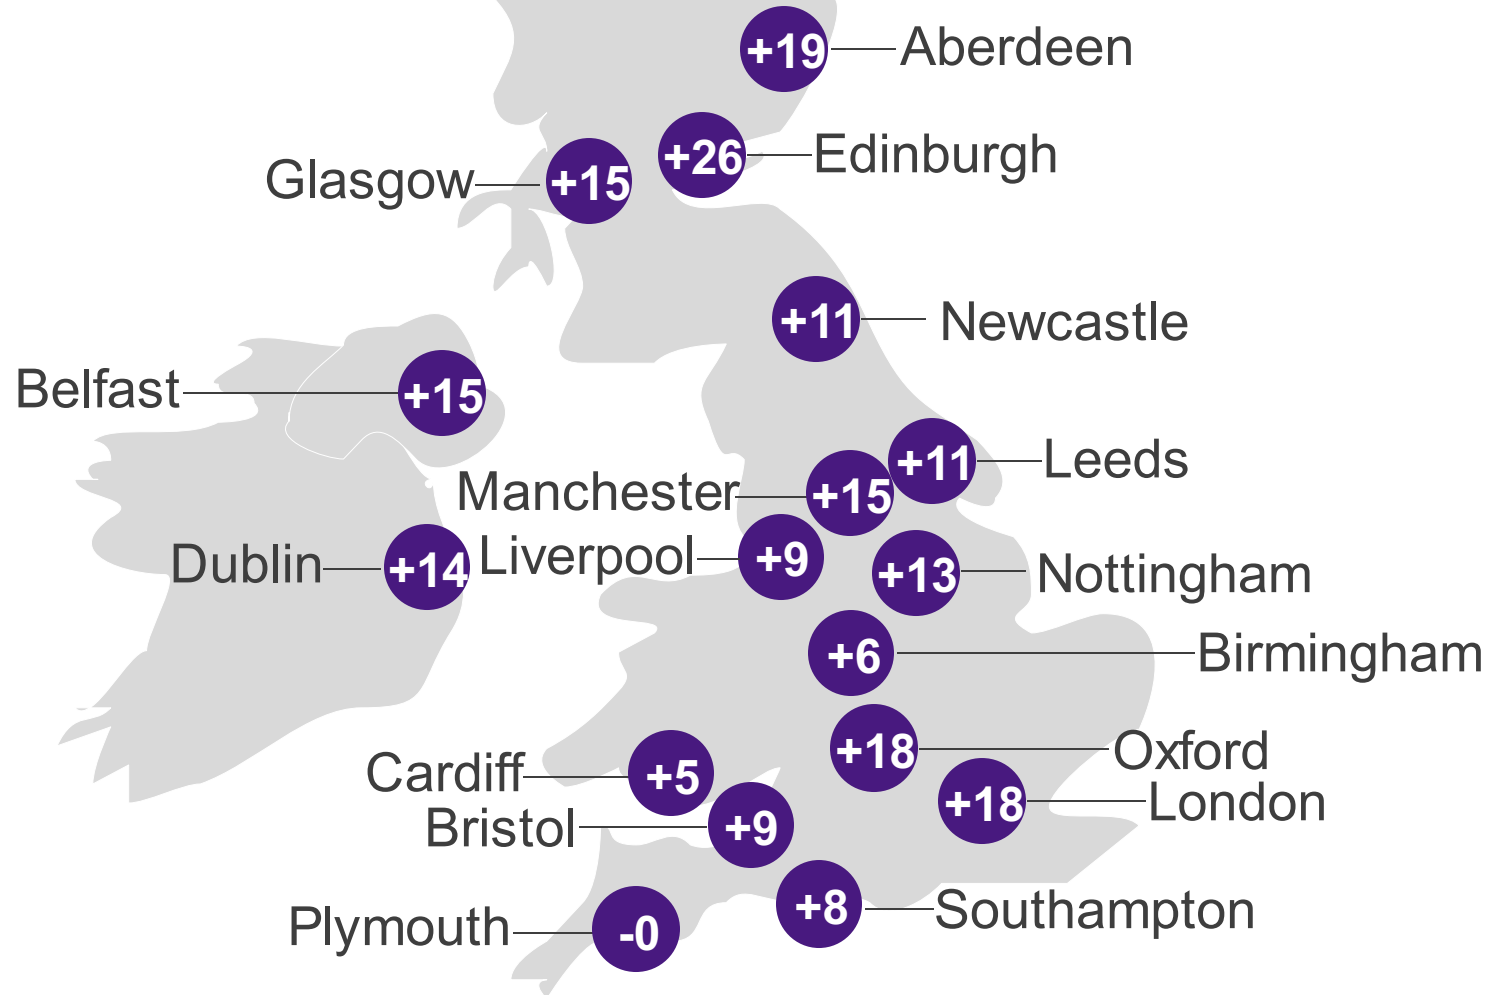 +19 Aberdeen
+26 Edinburgh
Glasgow +15
+11 Newcastle
Belfast +15
+11 Leeds
Manchester +15
Liverpool +9
Dublin +14
+13 Nottingham
+6 Birmingham
+18 Oxford
Cardiff +5
+18 London
Bristol +9
+8 Southampton
Plymouth -0